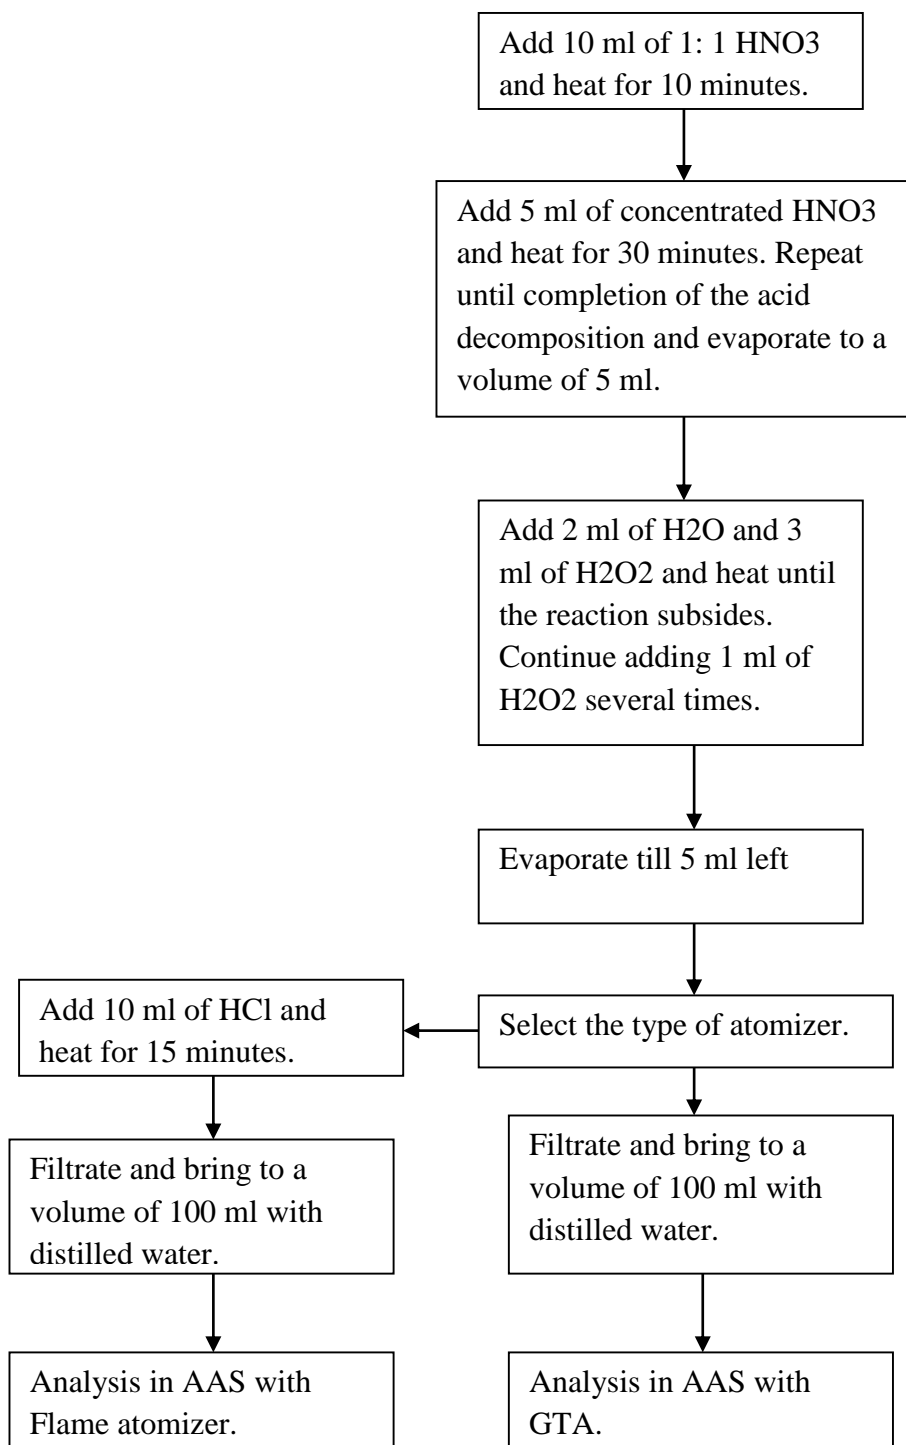 Add 10 ml of 1: 1 HNO3
and heat for 10 minutes.
Add 5 ml of concentrated HNO3
and heat for 30 minutes. Repeat
until completion of the acid
decomposition and evaporate to a
volume of 5 ml.
Add 2 ml of H2O and 3
ml of H2O2 and heat until
the reaction subsides.
Continue adding 1 ml of
H2O2 several times.
Evaporate till 5 ml left
Select the type of atomizer.
Add 10 ml of HCl and
heat for 15 minutes.
Filtrate and bring to a
volume of 100 ml with
distilled water.
Analysis in AAS with
Flame atomizer.
Filtrate and bring to a
volume of 100 ml with
distilled water.
Analysis in AAS with
GTA.